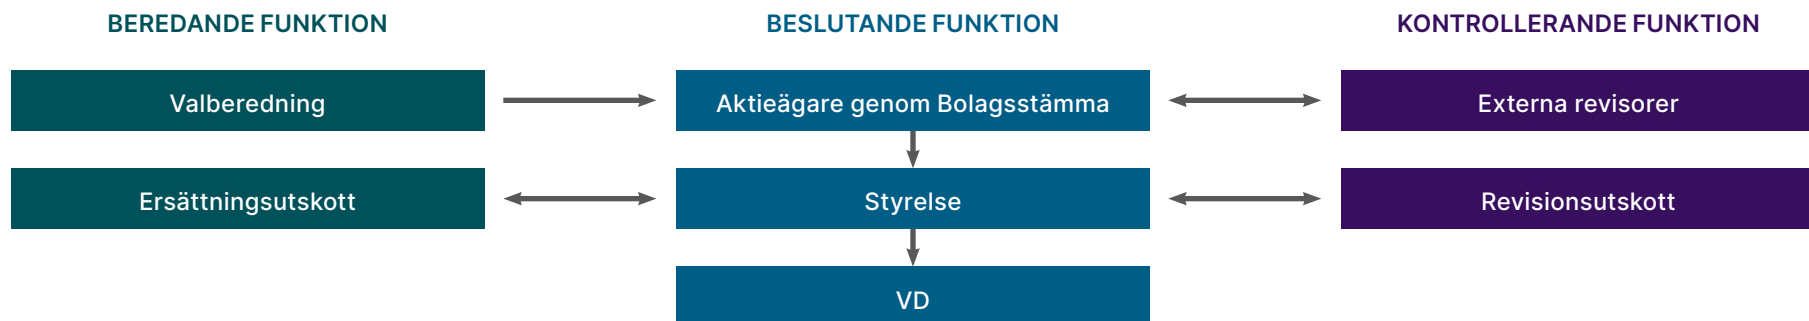 BEREDANDE FUNKTION
BESLUTANDE FUNKTION
KONTROLLERANDE FUNKTION
Valberedning
Aktieägare genom Bolagsstämma
Externa revisorer
Ersättningsutskott
Styrelse
Revisionsutskott
VD